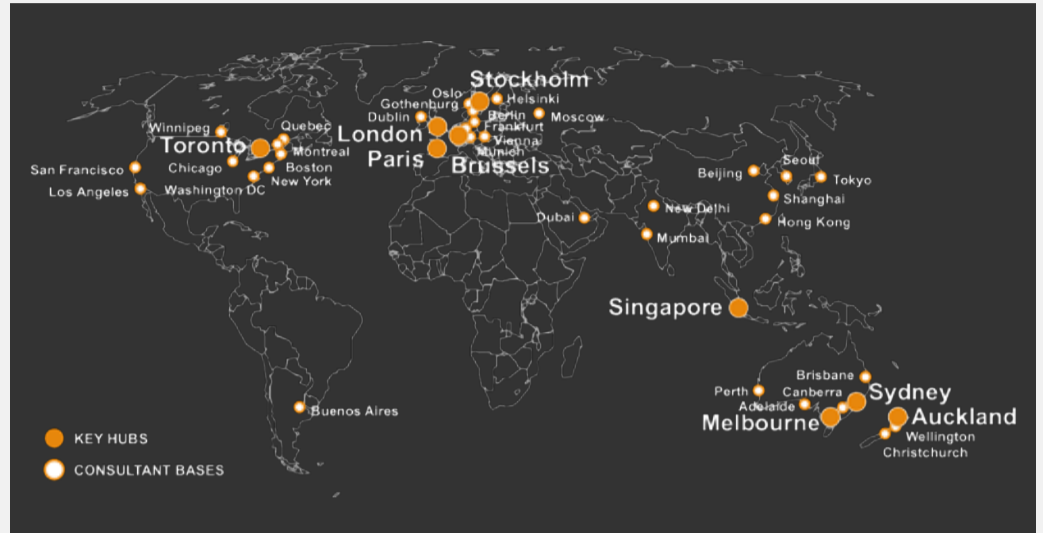 Stockholm
Oslo
Helsinki
Gothenburg
Dublin
Berlin
Moscow
London
Frankfurt
Vienna
Munich
Paris
Brussels
Winnipeg
Quebec
Toronto
Montreal
Chicago
Boston
New York
Washington DC
San Francisco
Los Angeles
Seoul
Beijing
Tokyo
Shanghai
Hong Kong
New Delhi
Dubai
Mumbai
Singapore
Brisbane
Perth
Canberra
Sydney
Adelaide
Melbourne
Auckland
Wellington
Christchurch
Buenos Aires
KEY HUBS
CONSULTANT BASES